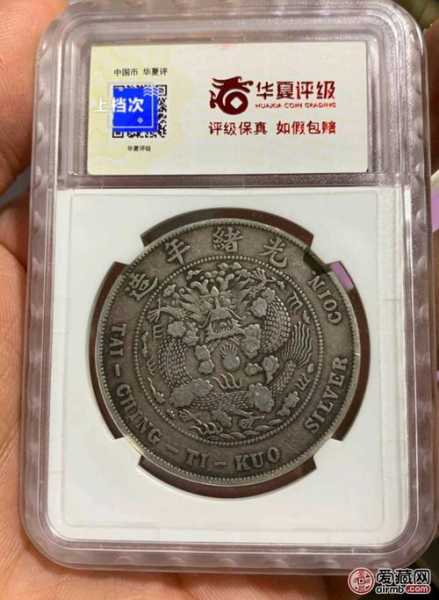 中国币 华夏评
上档次
华夏评级
华夏评级
HUAXIA COIN GRADING
评级保真 如假包赔
造年緒光
TAI-CHING-TI-KUO SILVER COIN
爱藏网
airmb.com